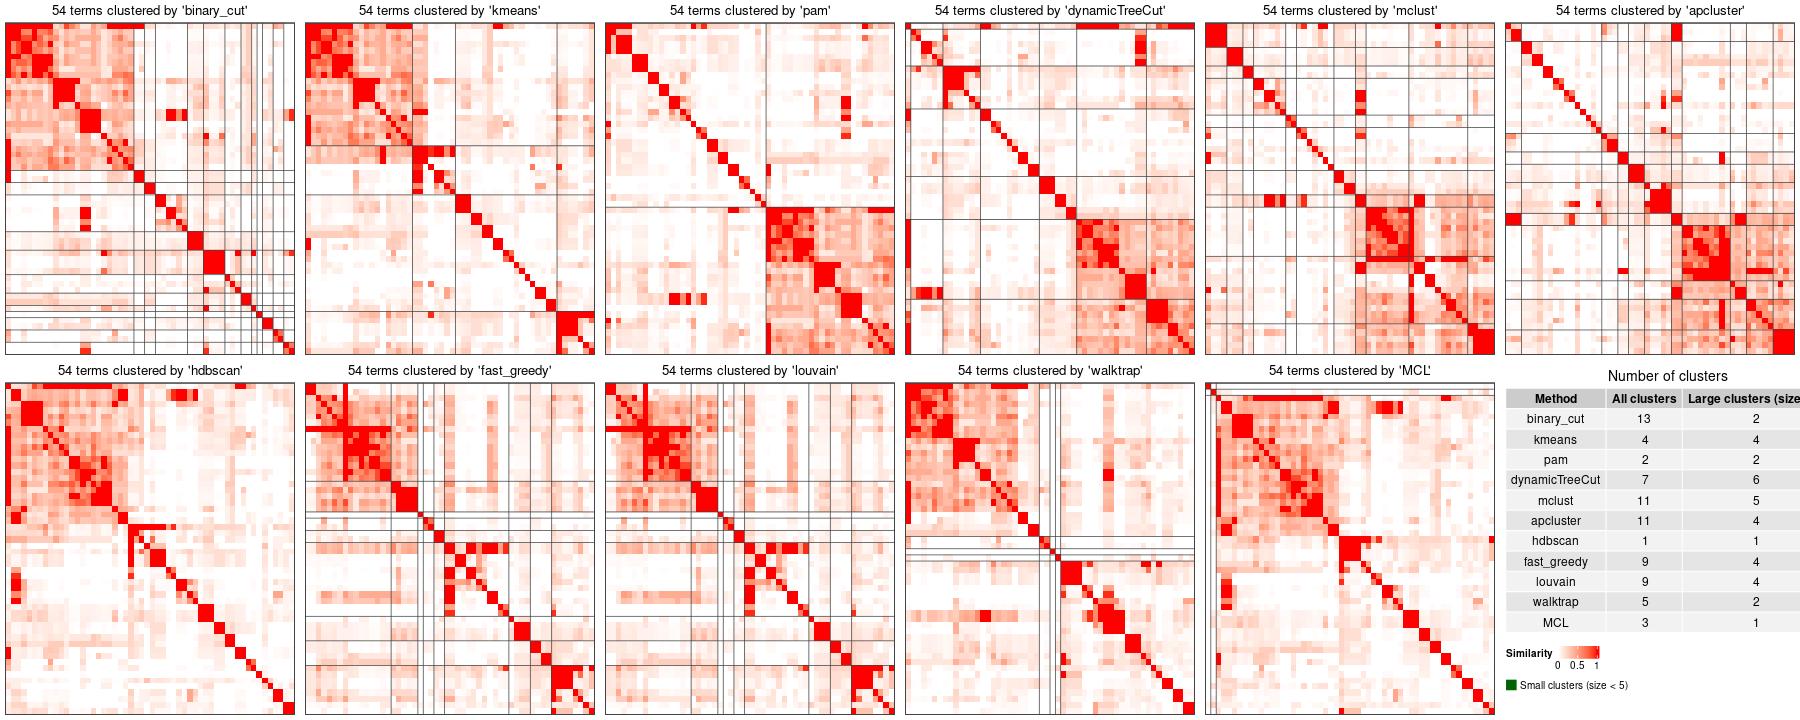 54 terms clustered by 'binary_cut'
54 terms clustered by 'kmeans'
54 terms clustered by 'pam'
54 terms clustered by 'dynamicTreeCut'
54 terms clustered by 'mclust'
54 terms clustered by 'apcluster'
54 terms clustered by 'hdbscan'
54 terms clustered by 'fast_greedy'
54 terms clustered by 'louvain'
54 terms clustered by 'walktrap'
54 terms clustered by 'MCL'
Number of clusters
Method All clusters Large clusters (size
binary_cut 13 2
kmeans 4 4
pam 2 2
dynamicTreeCut 7 6
mclust 11 5
apcluster 11 4
hdbscan 1 1
fast_greedy 9 4
louvain 9 4
walktrap 5 2
MCL 3 1
Similarity
0 0.5 1
Small clusters (size < 5)